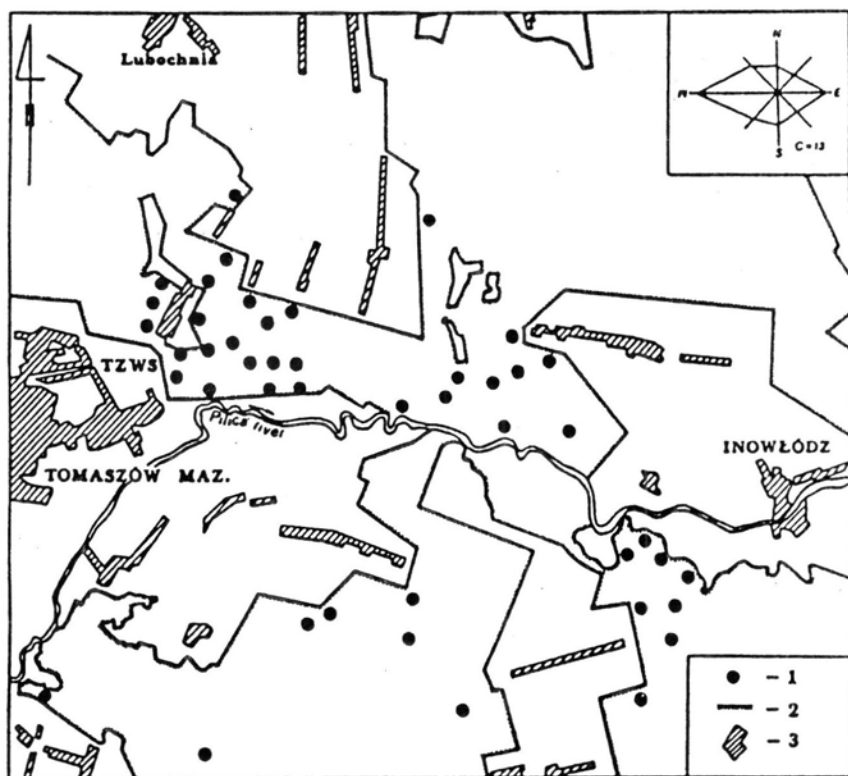 Lubochnia
N
W E
S
C=13
TZWS
Pilica river
INOWŁÓDZ
TOMASZÓW MAZ.
- 1
- 2
- 3